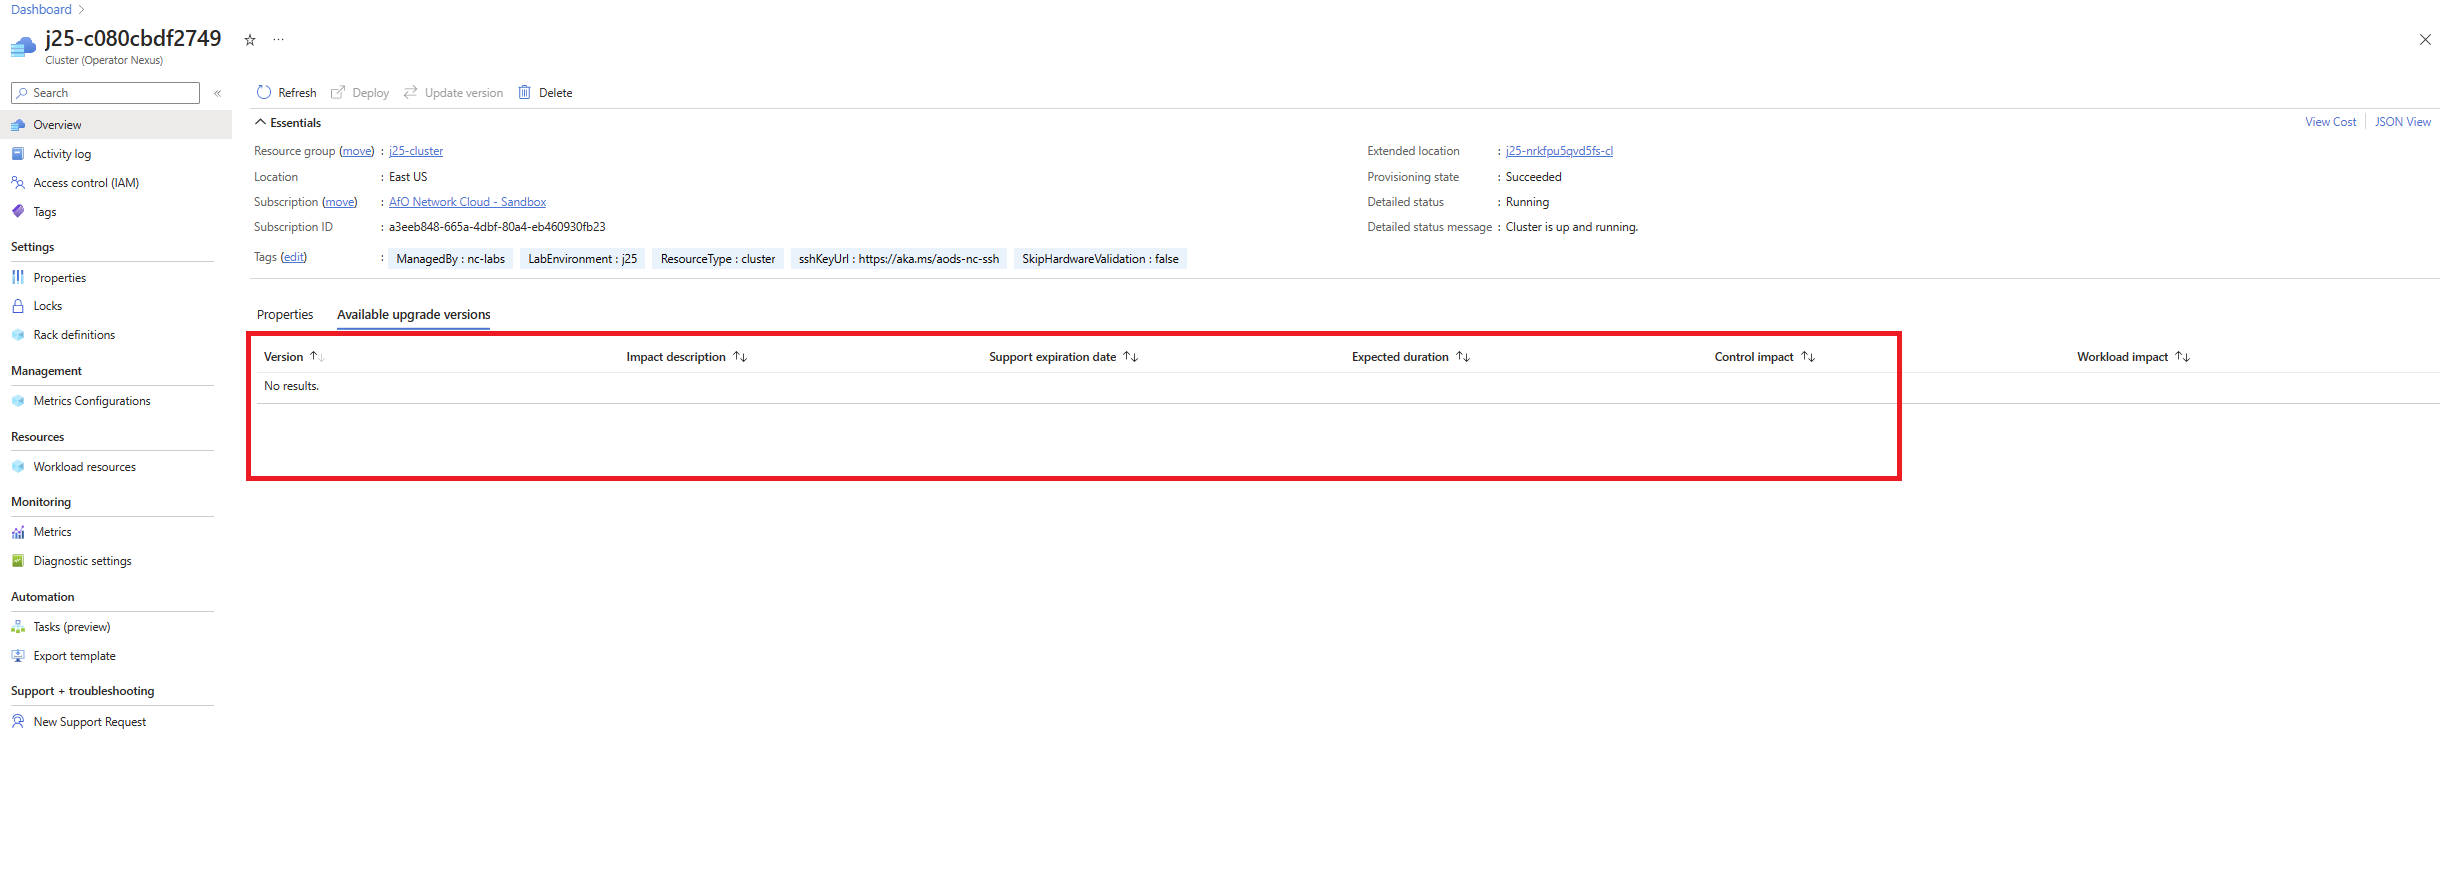 Dashboard >
j25-c080cbdf2749
Cluster (Operator Nexus)
Search
Refresh Deploy Update version Delete
Overview
Activity log
Access control (IAM)
Tags
Settings
Properties
Locks
Rack definitions
Management
Metrics Configurations
Resources
Workload resources
Monitoring
Metrics
Diagnostic settings
Automation
Tasks (preview)
Export template
Support + troubleshooting
New Support Request
Essentials
View Cost JSON View
Resource group (move) : j25-cluster
Location : East US
Subscription (move) : AfO Network Cloud - Sandbox
Subscription ID : a3eeb848-665a-4dbf-80a4-eb460930fb23
Extended location : j25-nrkfpu5qvd5fs-cl
Provisioning state : Succeeded
Detailed status : Running
Detailed status message : Cluster is up and running.
Tags (edit) : ManagedBy : nc-labs LabEnvironment : j25 ResourceType : cluster sshKeyUrl : https://aka.ms/aods-nc-ssh SkipHardwareValidation : false
Properties Available upgrade versions
Version Impact description Support expiration date Expected duration Control impact Workload impact
No results.